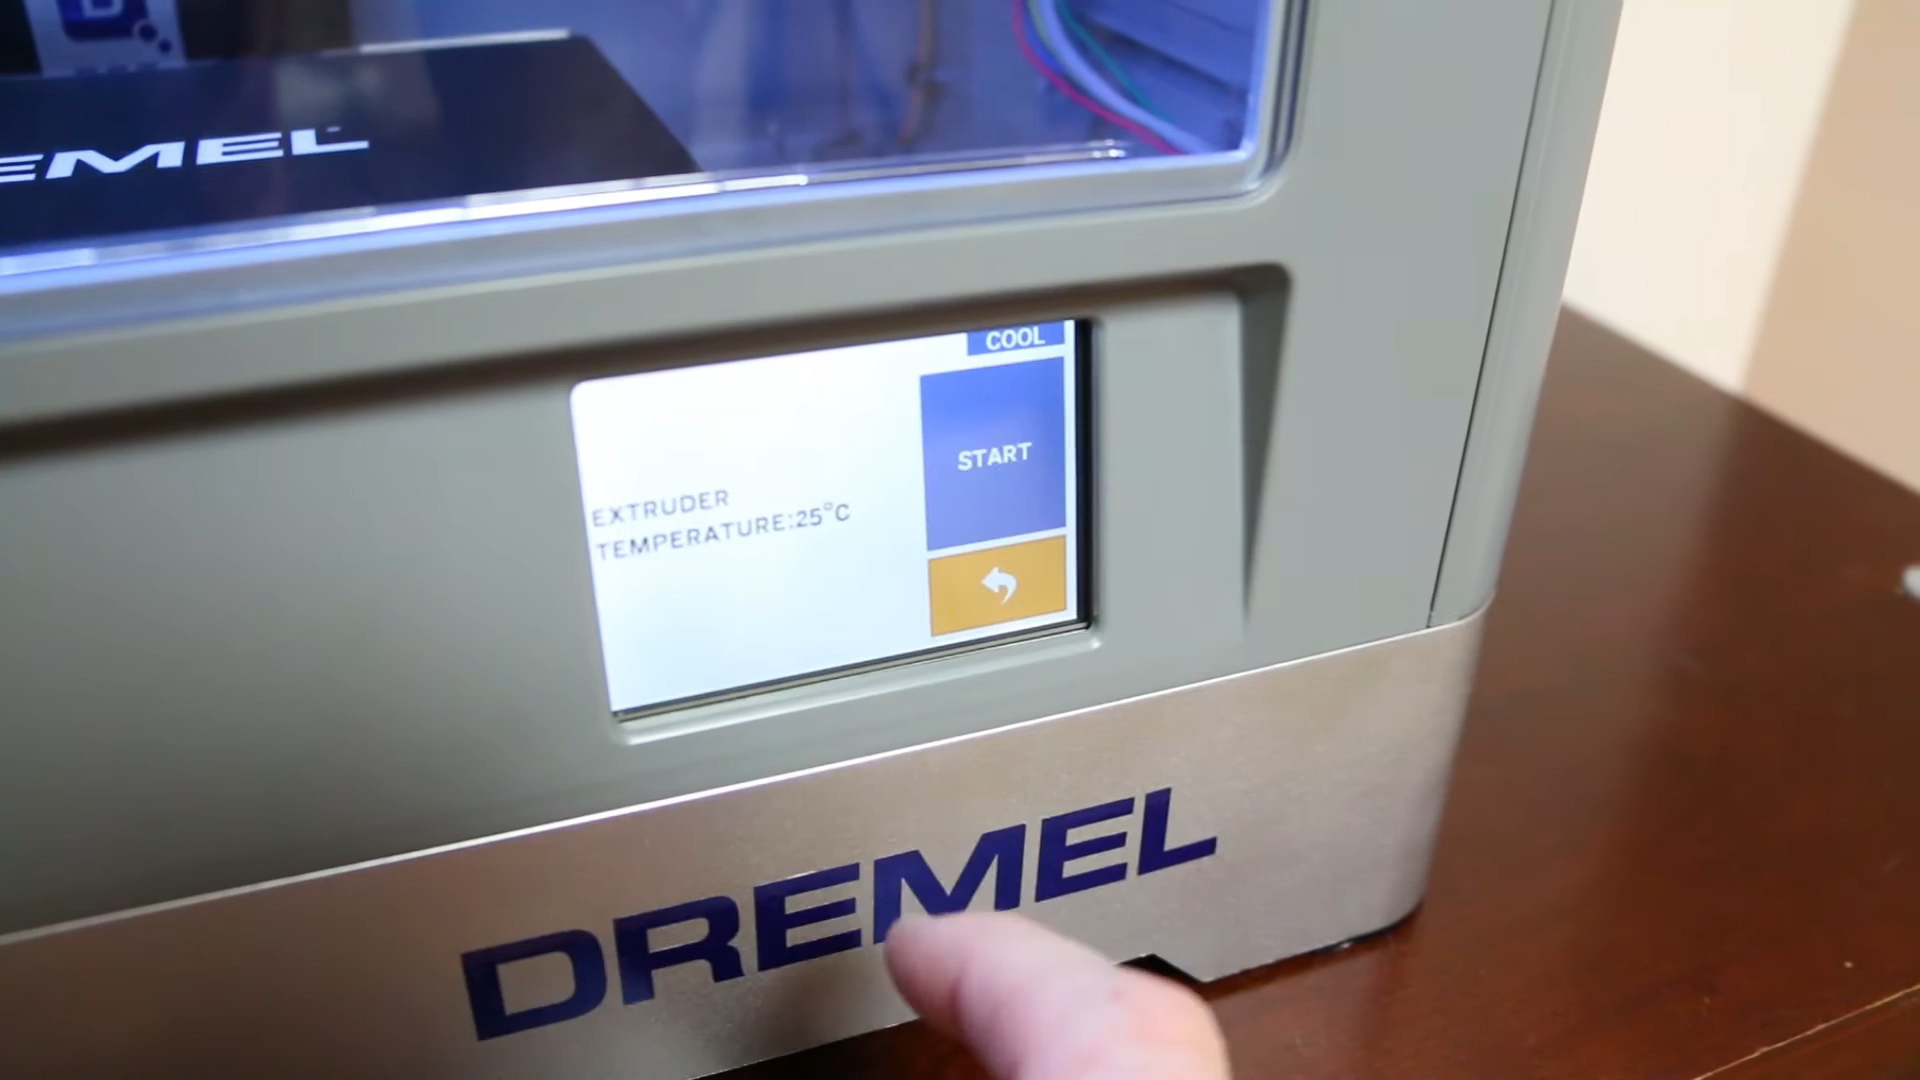 D
EMEL
COOL
START
EXTRUDER
TEMPERATURE:25°C
DREMEL